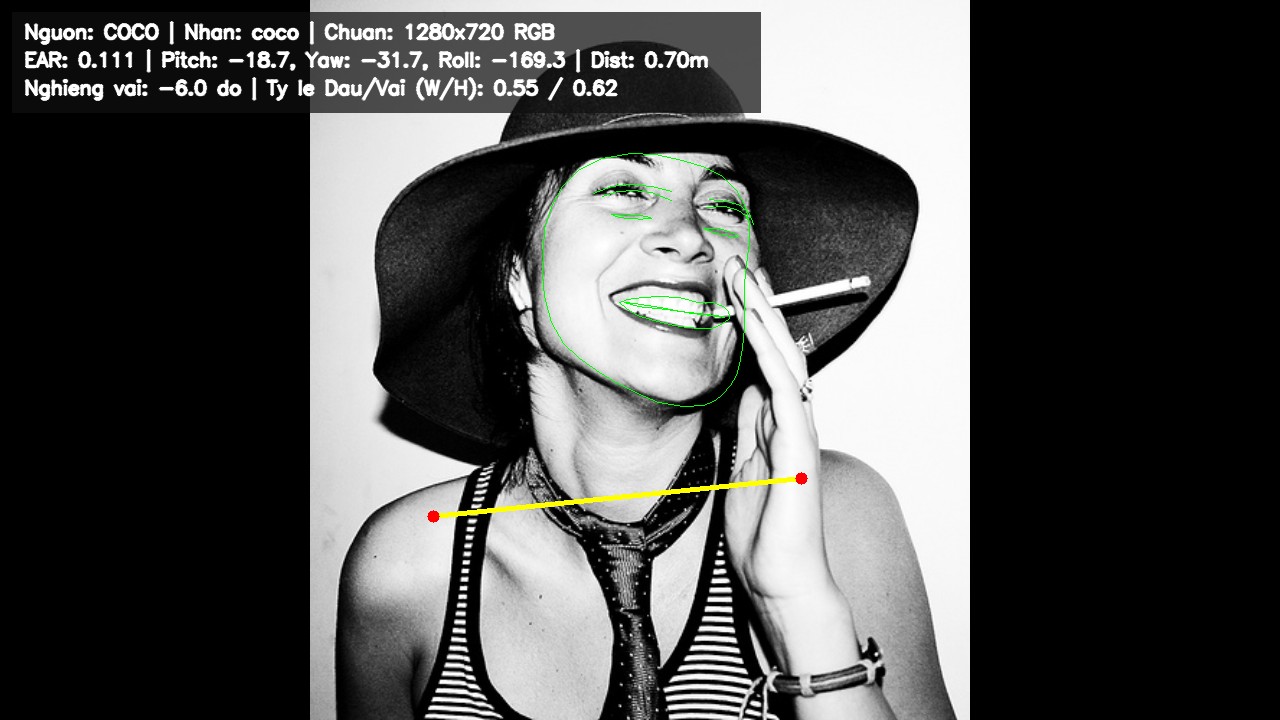 Nguon: COCO | Nhan: coco | Chuan: 1280x720 RGB
EAR: 0.111 | Pitch: -18.7, Yaw: -31.7, Roll: -169.3 | Dist: 0.70m
Nghieng vai: -6.0 do | Ty le Dau/Vai (W/H): 0.55 / 0.62